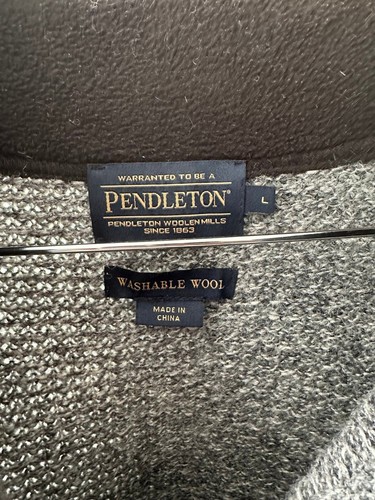 WARRANTED TO BE A
PENDLETON®
L
PENDLETON WOOLEN MILLS
SINCE 1863
WASHABLE WOOL
MADE IN
CHINA